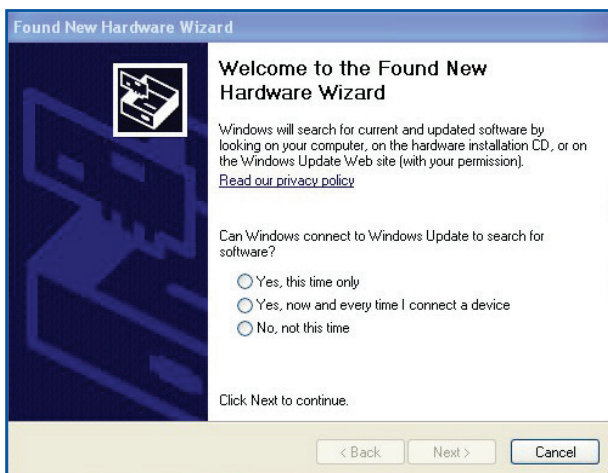 Found New Hardware Wizard
Welcome to the Found New
Hardware Wizard
Windows will search for current and updated software by
looking on your computer, on the hardware installation CD, or on
the Windows Update Web site (with your permission).
Read our privacy policy
Can Windows connect to Windows Update to search for
software?
Yes, this time only
Yes, now and every time I connect a device
No, not this time
Click Next to continue.
< Back Next > Cancel